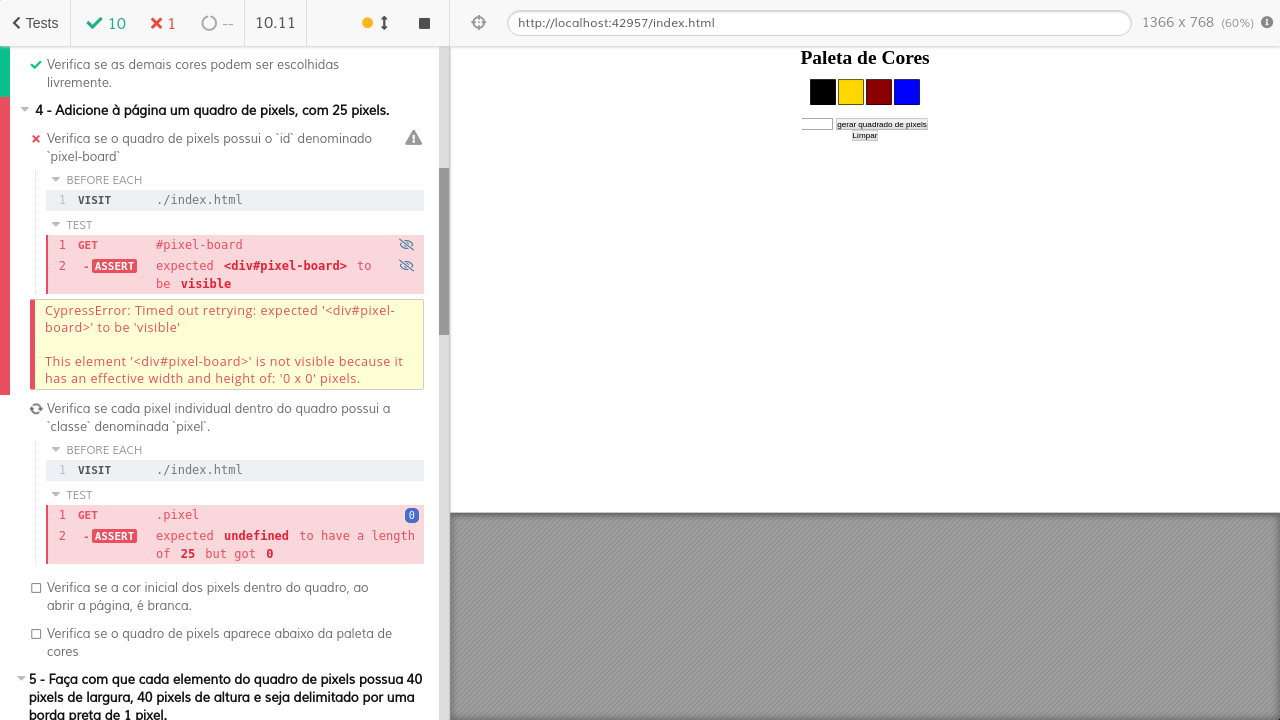 Tests
10
1
--
10.11
http://localhost:42957/index.html
1366 x 768 (60%)
Verifica se as demais cores podem ser escolhidas
livremente.
4 - Adicione à página um quadro de pixels, com 25 pixels.
Verifica se o quadro de pixels possui o `id` denominado
`pixel-board`
BEFORE EACH
1 VISIT ./index.html
TEST
1 GET #pixel-board
2 - ASSERT expected <div#pixel-board> to
be visible
CypressError: Timed out retrying: expected '<div#pixel-
board>' to be 'visible'
This element '<div#pixel-board>' is not visible because it
has an effective width and height of: '0 x 0' pixels.
Verifica se cada pixel individual dentro do quadro possui a
`classe` denominada `pixel`.
BEFORE EACH
1 VISIT ./index.html
TEST
1 GET .pixel 0
2 - ASSERT expected undefined to have a length
of 25 but got 0
Verifica se a cor inicial dos pixels dentro do quadro, ao
abrir a página, é branca.
Verifica se o quadro de pixels aparece abaixo da paleta de
cores
5 - Faça com que cada elemento do quadro de pixels possua 40
pixels de largura, 40 pixels de altura e seja delimitado por uma
borda preta de 1 pixel.
Paleta de Cores
gerar quadrado de pixels
Limpar